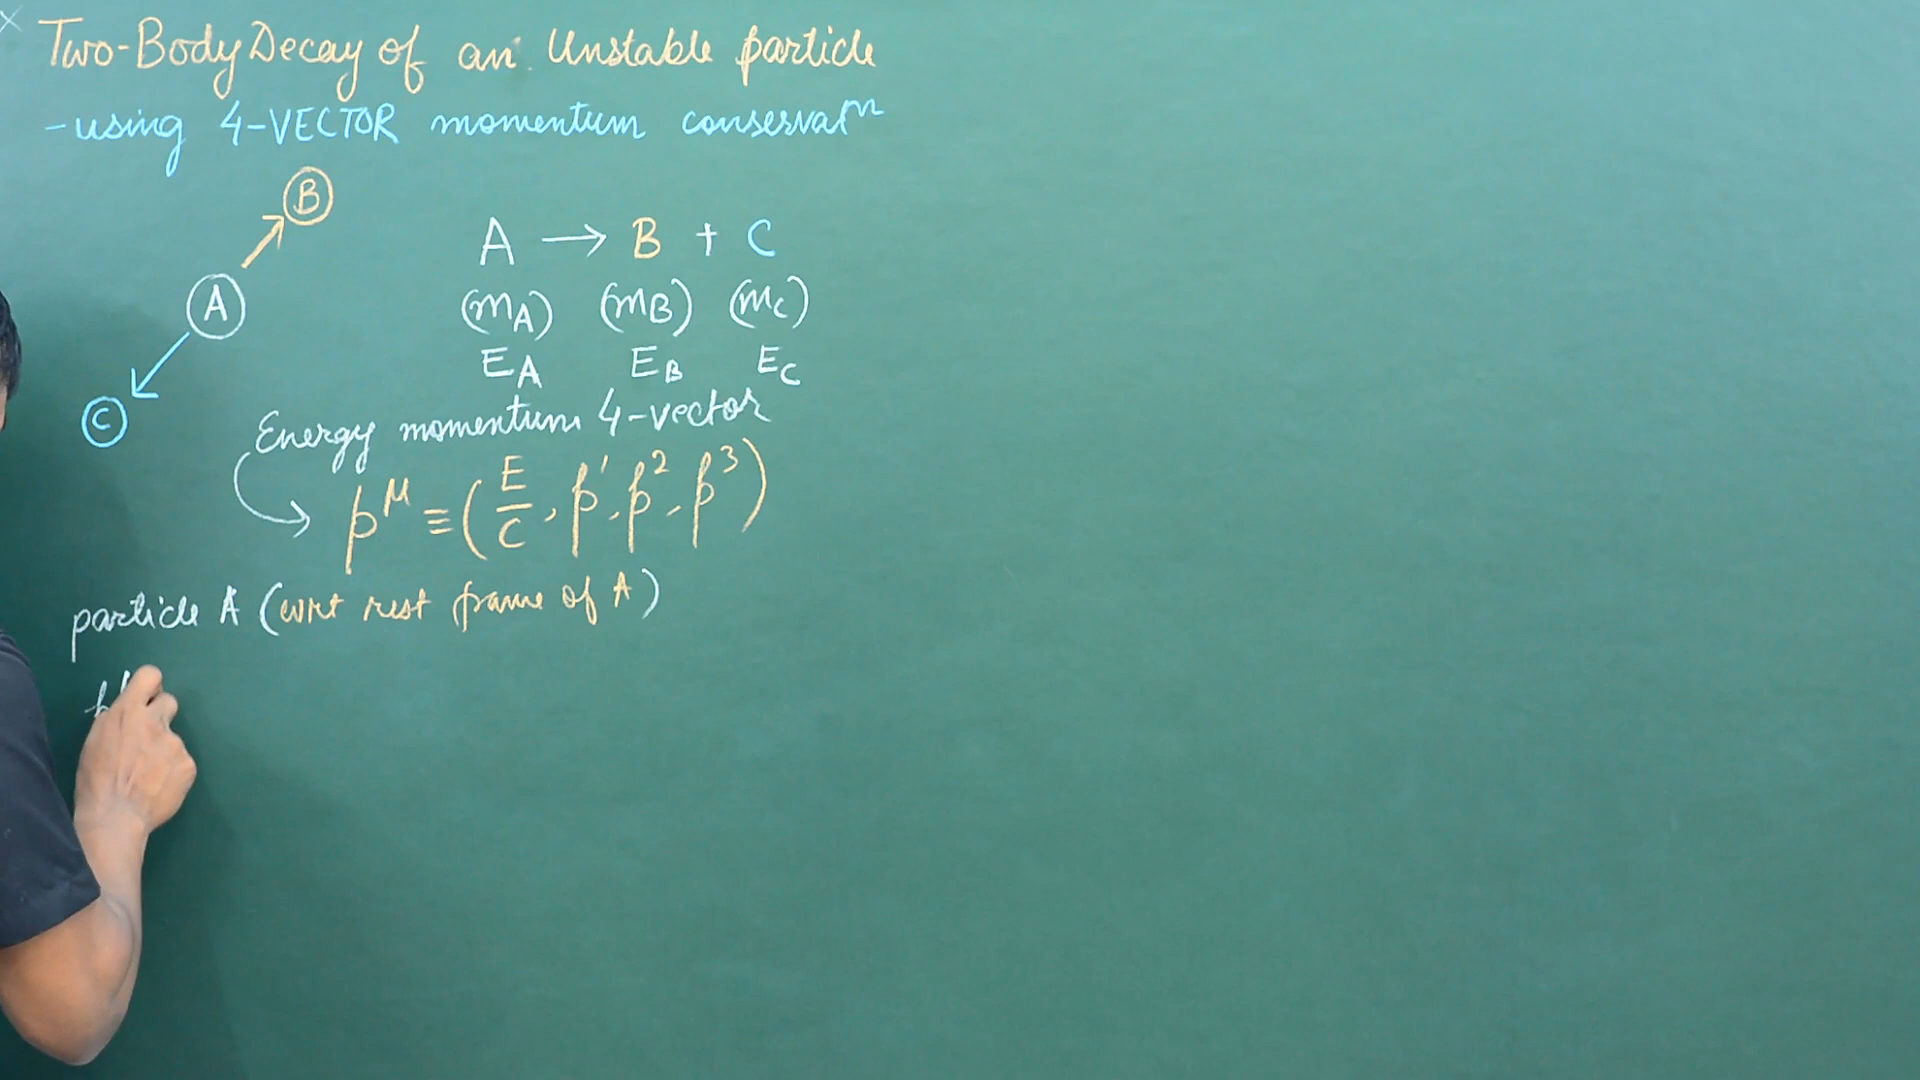 Two-Body Decay of an Unstable particle
-using 4-VECTOR momentum conservatn
B
A
C
A → B + C
(mA) (mB) (mC)
EA EB EC
Energy momentum 4-vector
pμ ≡ (E/C, p1, p2, p3)
particle A (wrt rest frame of A)